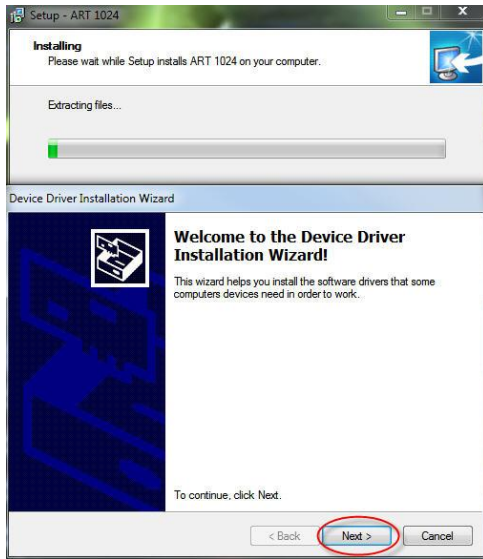 Setup - ART 1024
Installing
Please wait while Setup installs ART 1024 on your computer.
Extracting files...
Device Driver Installation Wizard
Welcome to the Device Driver
Installation Wizard!
This wizard helps you install the software drivers that some
computers devices need in order to work.
To continue, click Next.
< Back Next > Cancel